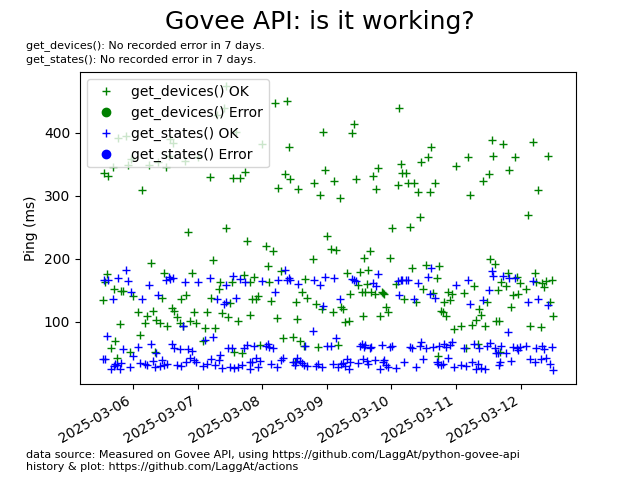 Govee API: is it working?
get_devices(): No recorded error in 7 days.
get_states(): No recorded error in 7 days.
get_devices() OK
get_devices() Error
get_states() OK
get_states() Error
Ping (ms)
400
300
200
100
2025-03-06
2025-03-07
2025-03-08
2025-03-09
2025-03-10
2025-03-11
2025-03-12
data source: Measured on Govee API, using https://github.com/LaggAt/python-govee-api
history & plot: https://github.com/LaggAt/actions